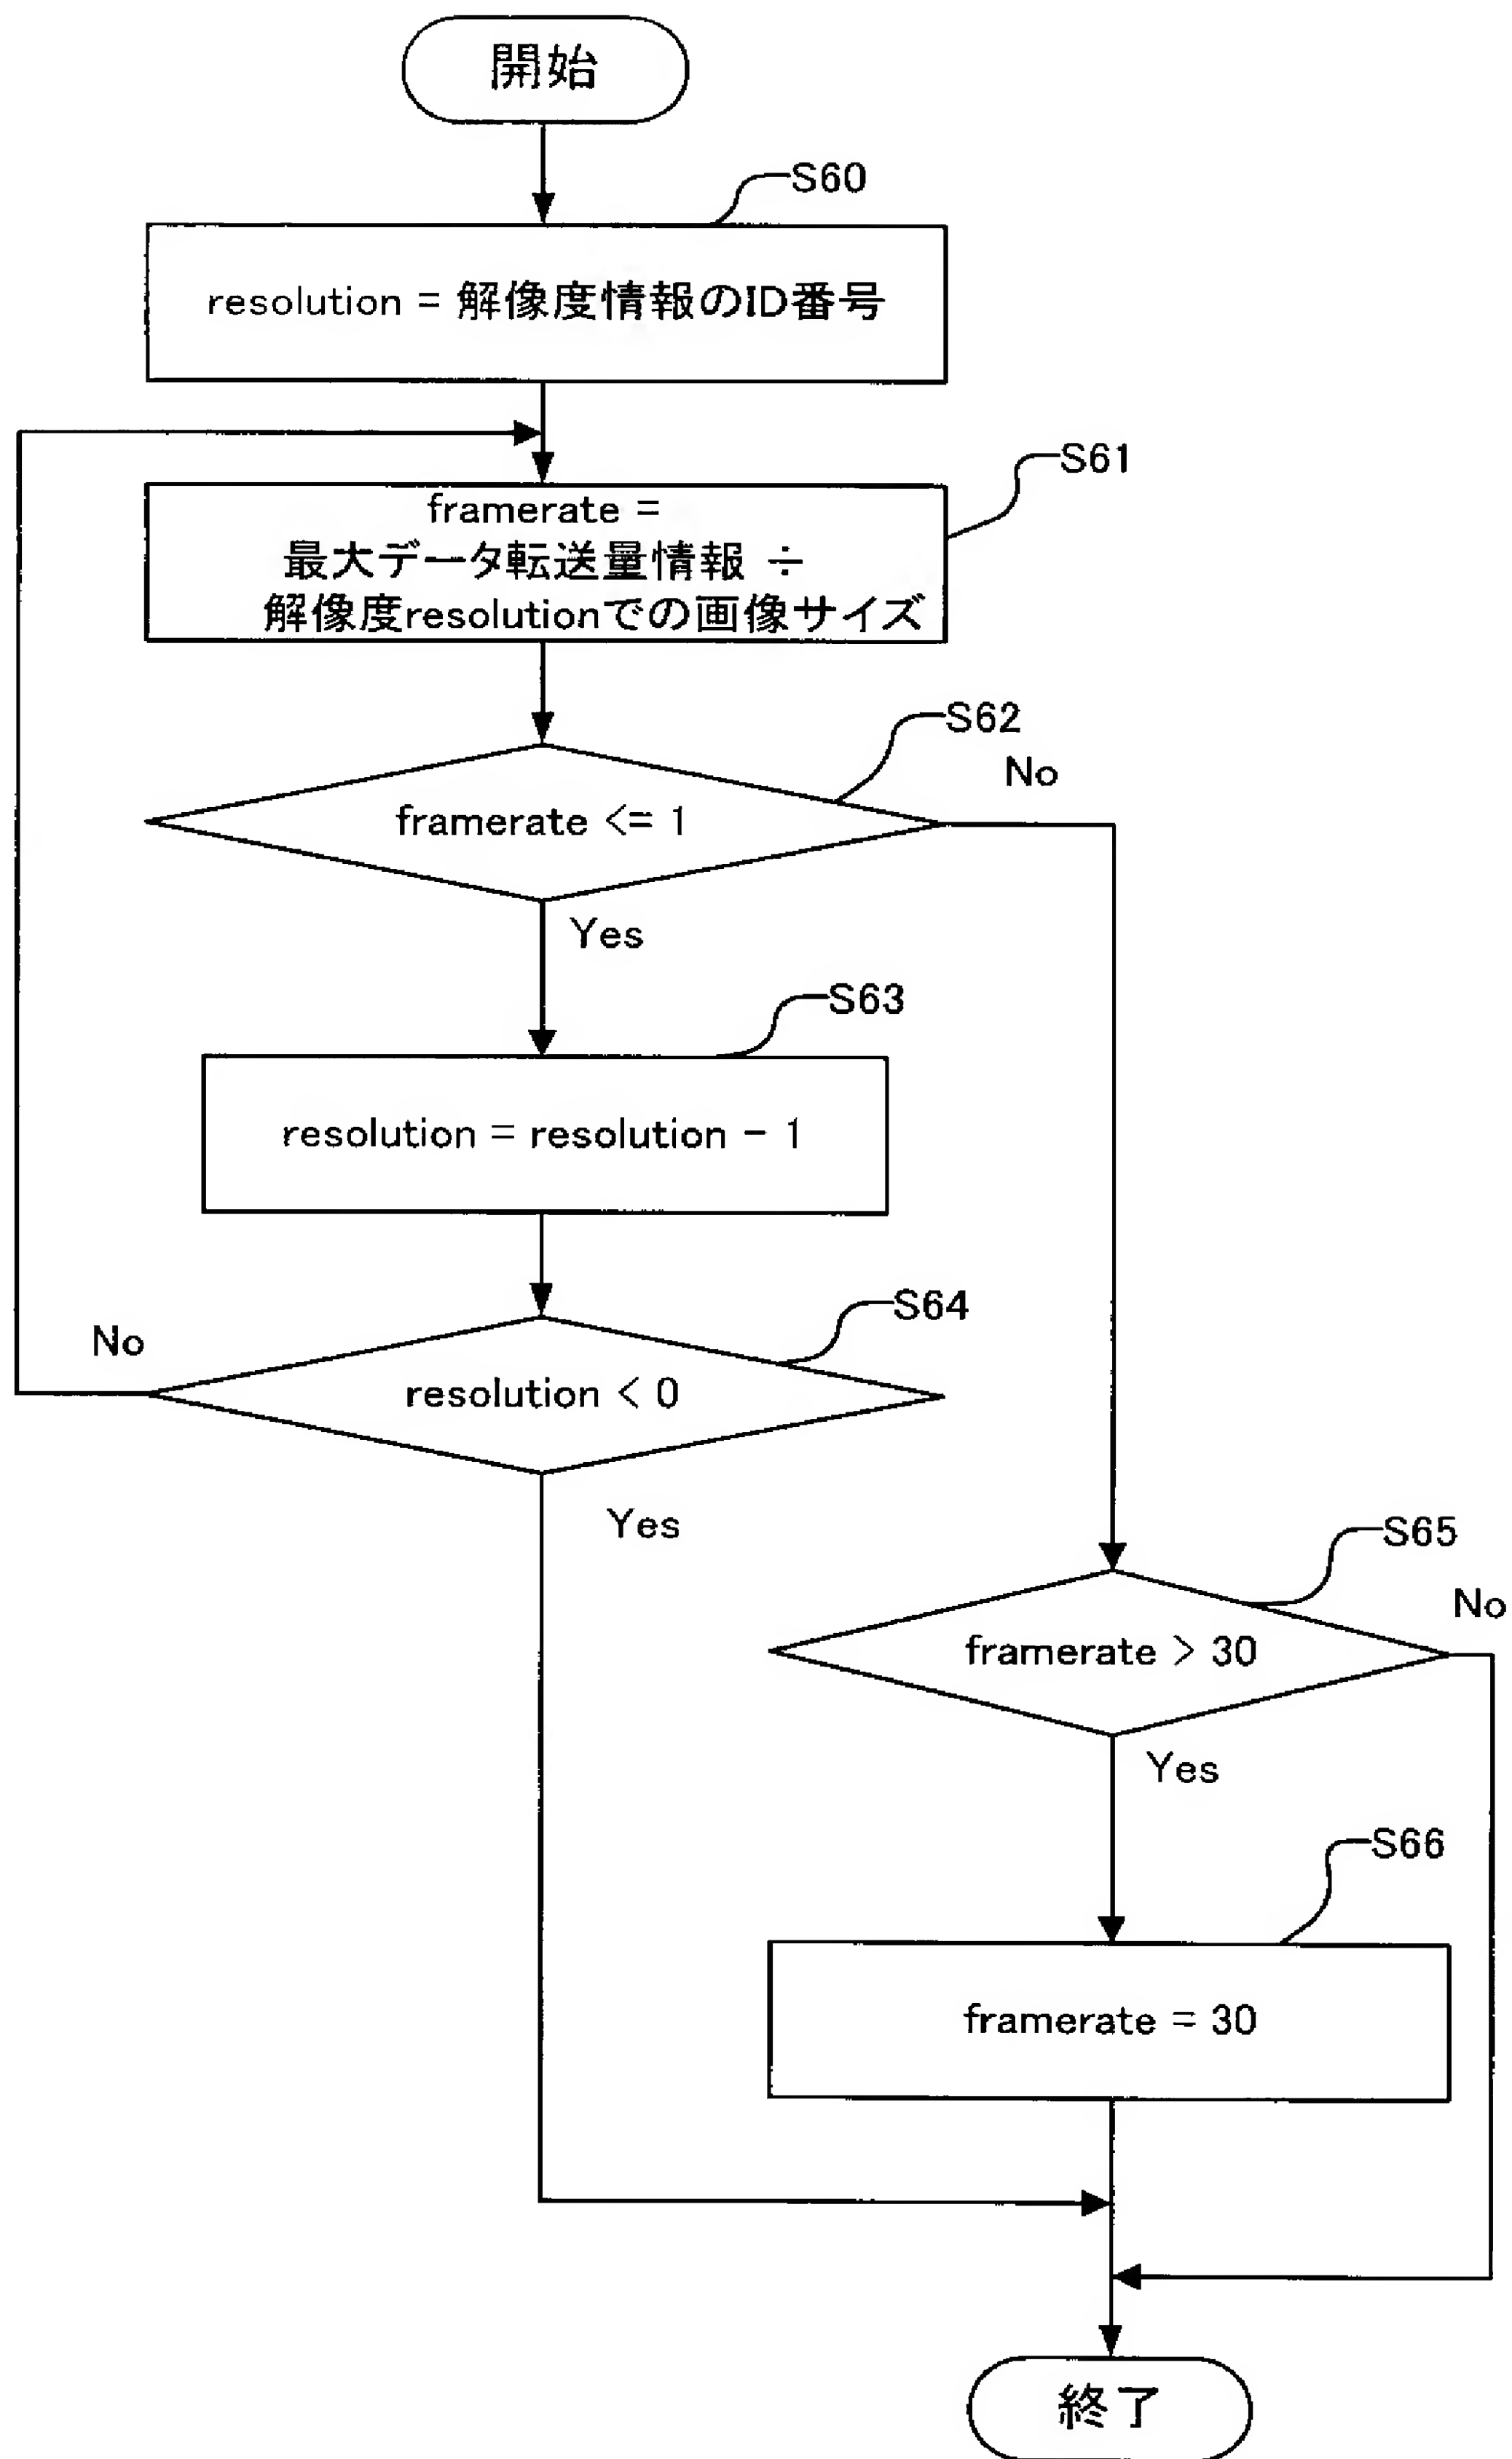 開始
S60
resolution = 解像度情報のID番号
S61
framerate =
最大データ転送量情報 ÷
解像度resolutionでの画像サイズ
S62
No
framerate <= 1
Yes
S63
resolution = resolution - 1
S64
No
resolution < 0
Yes
S65
No
framerate > 30
Yes
S66
framerate = 30
終了